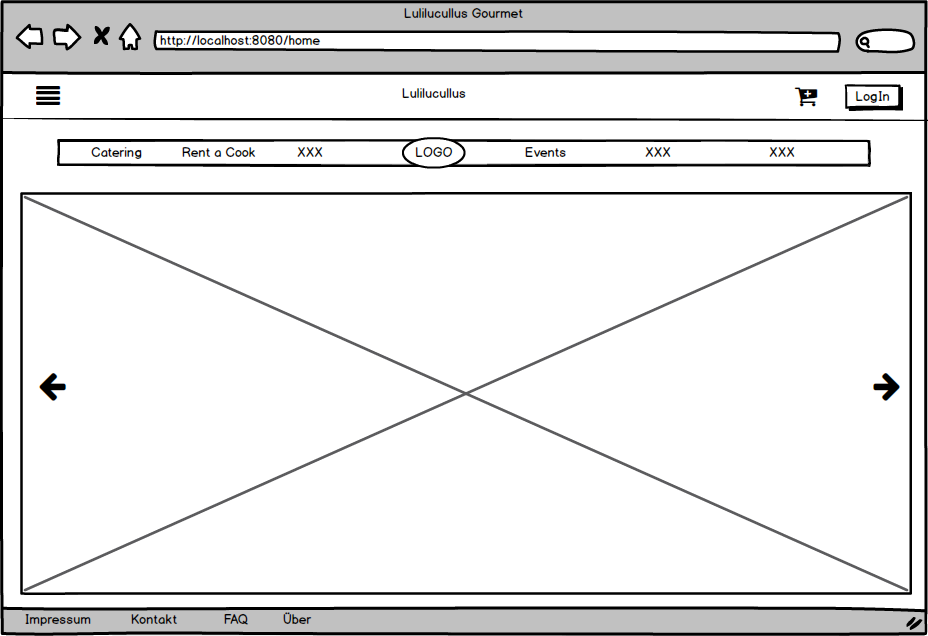 Lulilucullus Gourmet
http://localhost:8080/home
Lulilucullus
LogIn
Catering Rent a Cook XXX LOGO Events XXX XXX
Impressum Kontakt FAQ Über